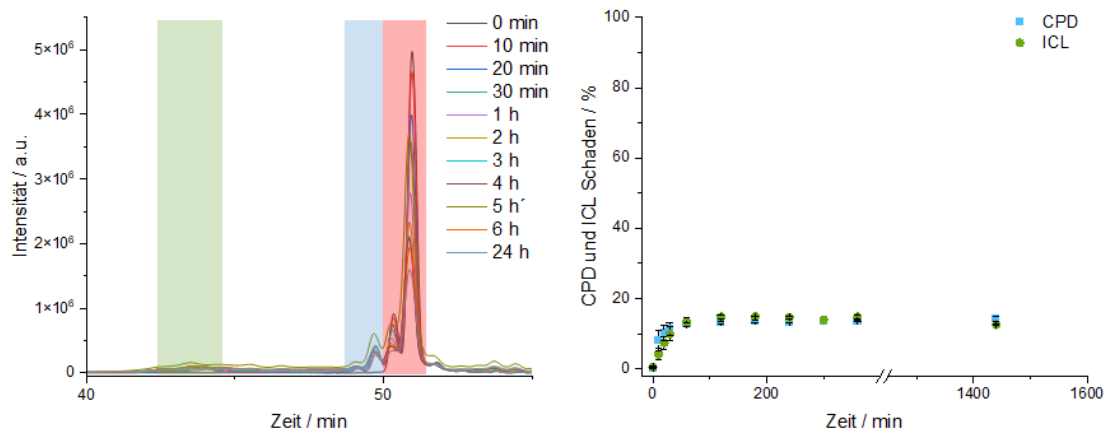 Intensität / a.u.
5×10⁶
4×10⁶
3×10⁶
2×10⁶
1×10⁶
0
40
50
Zeit / min
0 min
10 min
20 min
30 min
1 h
2 h
3 h
4 h
5 h´
6 h
24 h
CPD und ICL Schaden / %
100
80
60
40
20
0
0
200
1400
1600
Zeit / min
CPD
ICL